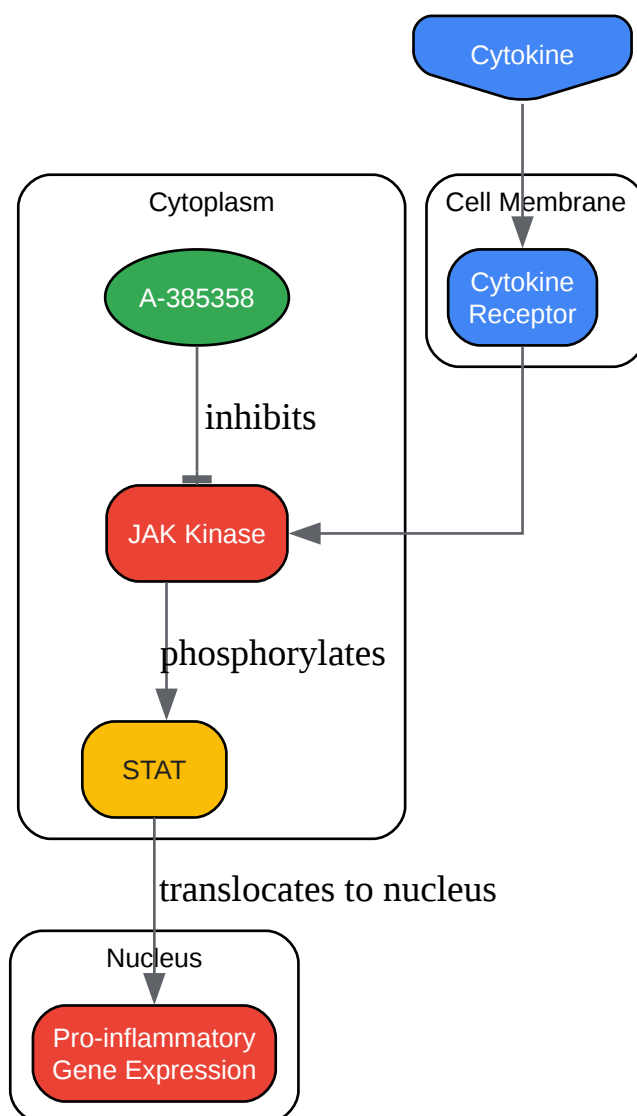 Cytokine
Cytoplasm
Cell Membrane
A-385358
Cytokine
Receptor
inhibits
JAK Kinase
phosphorylates
STAT
translocates to nucleus
Nucleus
Pro-inflammatory
Gene Expression